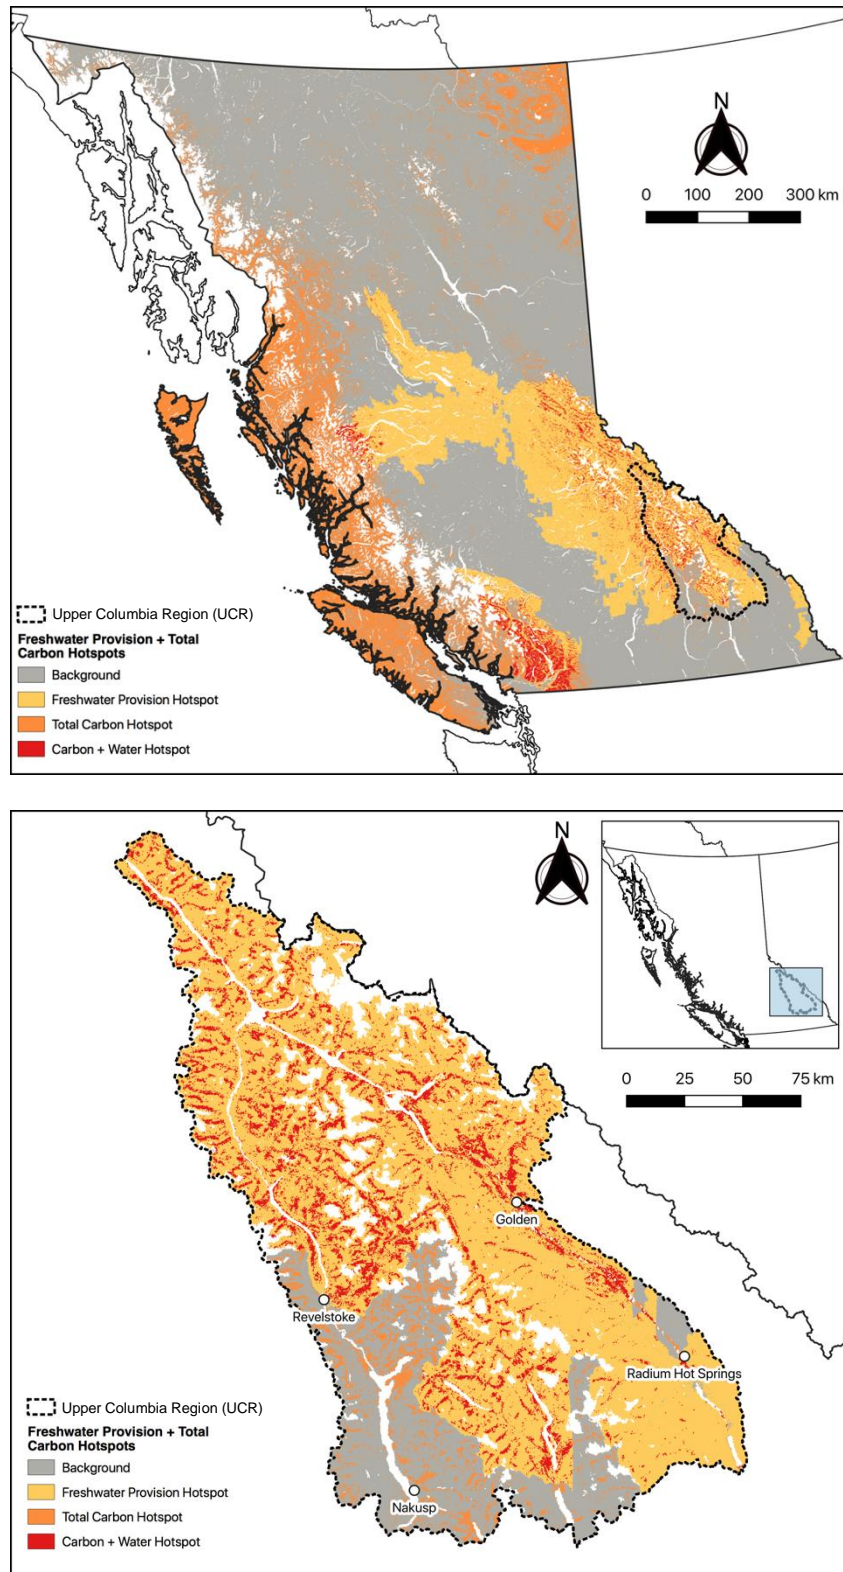 N
0 100 200 300 km
Upper Columbia Region (UCR)
Freshwater Provision + Total
Carbon Hotspots
Background
Freshwater Provision Hotspot
Total Carbon Hotspot
Carbon + Water Hotspot
N
0 25 50 75 km
Golden
Revelstoke
Radium Hot Springs
Nakusp
Upper Columbia Region (UCR)
Freshwater Provision + Total
Carbon Hotspots
Background
Freshwater Provision Hotspot
Total Carbon Hotspot
Carbon + Water Hotspot